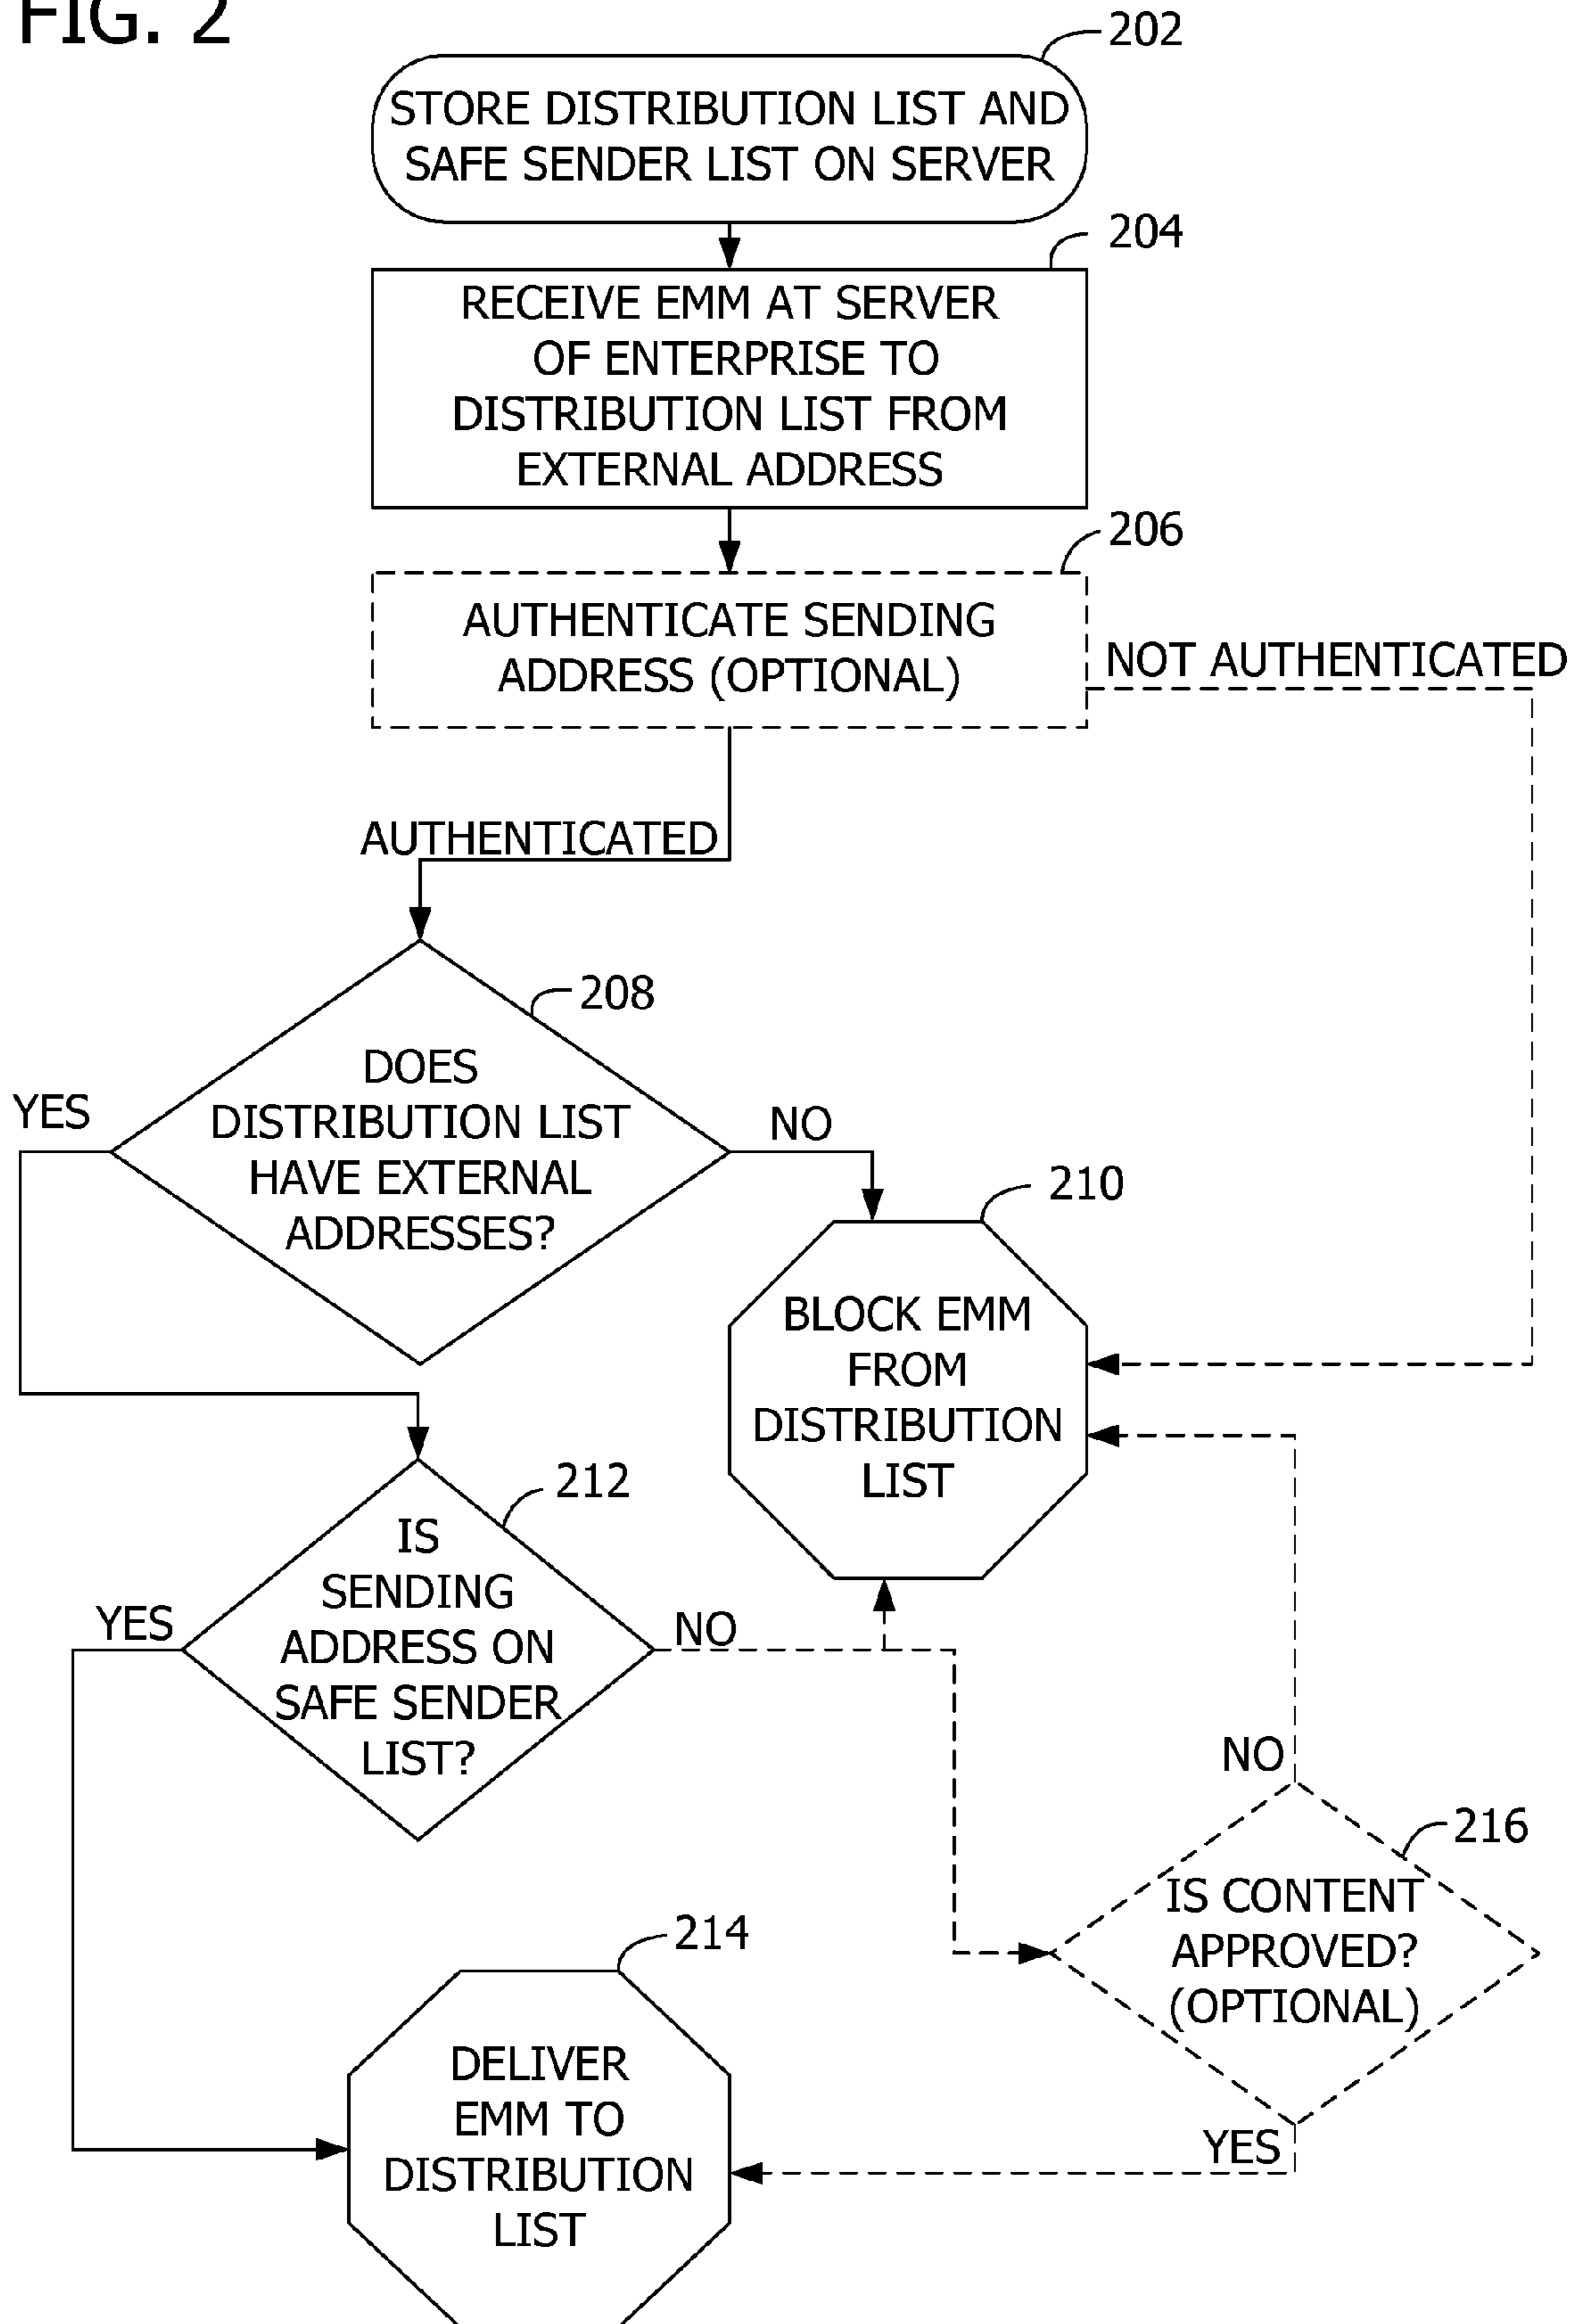 FIG. 2
202
STORE DISTRIBUTION LIST AND
SAFE SENDER LIST ON SERVER
204
RECEIVE EMM AT SERVER
OF ENTERPRISE TO
DISTRIBUTION LIST FROM
EXTERNAL ADDRESS
206
AUTHENTICATE SENDING
ADDRESS (OPTIONAL)
NOT AUTHENTICATED
AUTHENTICATED
208
DOES
DISTRIBUTION LIST
HAVE EXTERNAL
ADDRESSES?
YES
NO
210
BLOCK EMM
FROM
DISTRIBUTION
LIST
212
IS
SENDING
ADDRESS ON
SAFE SENDER
LIST?
YES
NO
NO
216
IS CONTENT
APPROVED?
(OPTIONAL)
YES
214
DELIVER
EMM TO
DISTRIBUTION
LIST